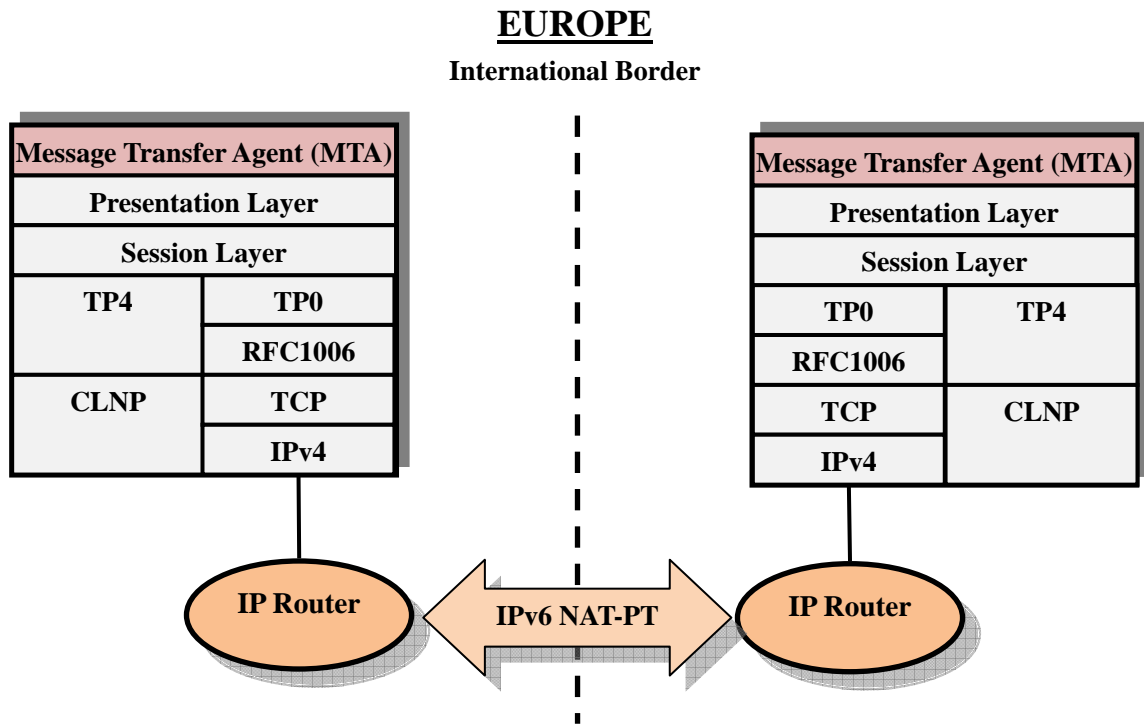 EUROPE
International Border
Message Transfer Agent (MTA)
Presentation Layer
Session Layer
TP4
TP0
RFC1006
CLNP
TCP
IPv4
IP Router
IPv6 NAT-PT
Message Transfer Agent (MTA)
Presentation Layer
Session Layer
TP0
TP4
RFC1006
TCP
CLNP
IPv4
IP Router